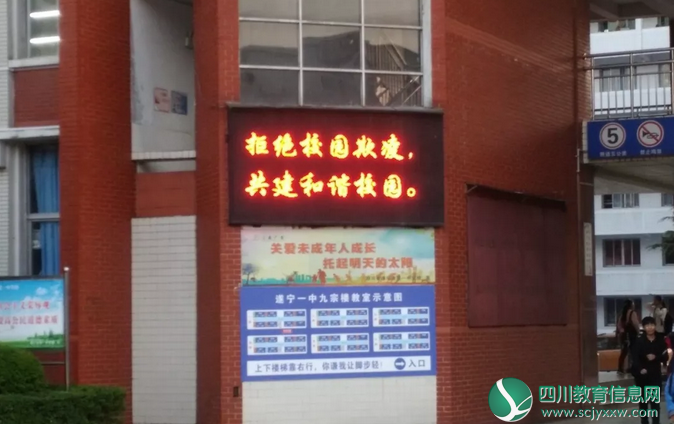 拒绝校园欺凌，
共建和谐校园。
关爱未成年人成长
托起明天的太阳
遂宁一中九宗楼教室示意图
上下楼梯靠右行，你谦我让脚步轻！
入口
5
四川教育信息网
www.scjyxxw.com